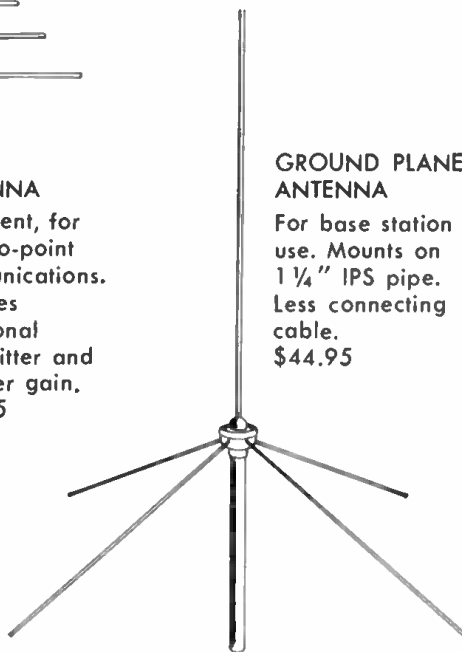 NNA
ent, for
o-point
unications.
es
onal
itter and
er gain.
5
GROUND PLANE
ANTENNA
For base station
use. Mounts on
1 ¼" IPS pipe.
Less connecting
cable.
$44.95